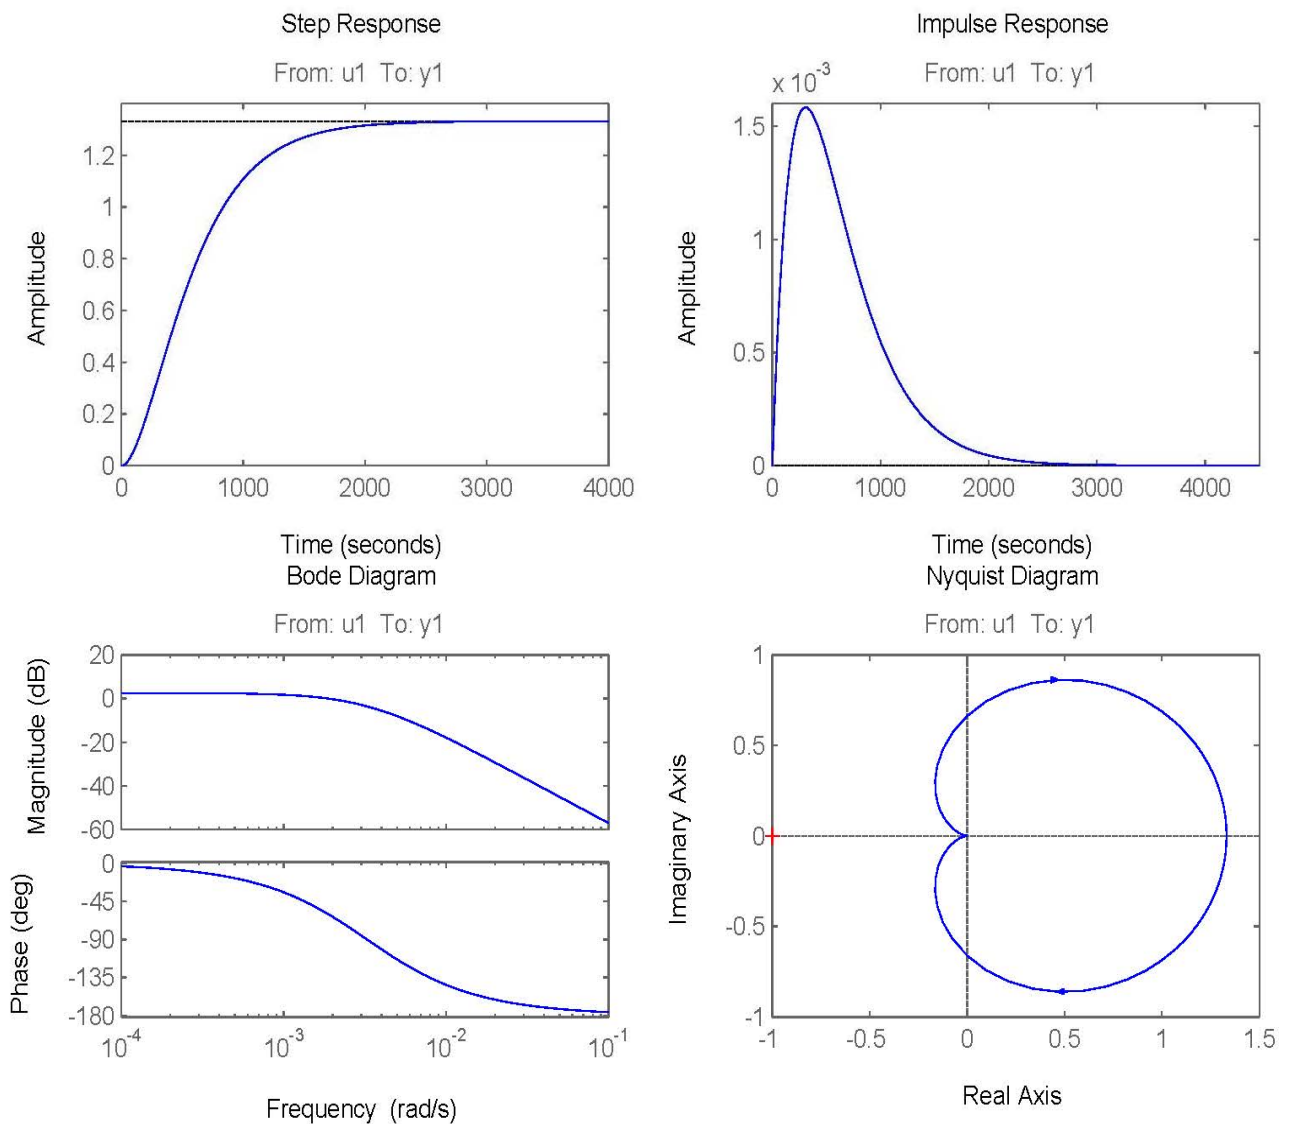 Step Response
From: u1 To: y1
Amplitude
1.2
1
0.8
0.6
0.4
0.2
0
0 1000 2000 3000 4000
Time (seconds)
Impulse Response
From: u1 To: y1
x 10-3
Amplitude
1.5
1
0.5
0
0 1000 2000 3000 4000
Time (seconds)
Bode Diagram
From: u1 To: y1
Magnitude (dB)
20
0
-20
-40
-60
Phase (deg)
0
-45
-90
-135
-180
10-4 10-3 10-2 10-1
Frequency (rad/s)
Nyquist Diagram
From: u1 To: y1
Imaginary Axis
1
0.5
0
-0.5
-1
-1 -0.5 0 0.5 1 1.5
Real Axis